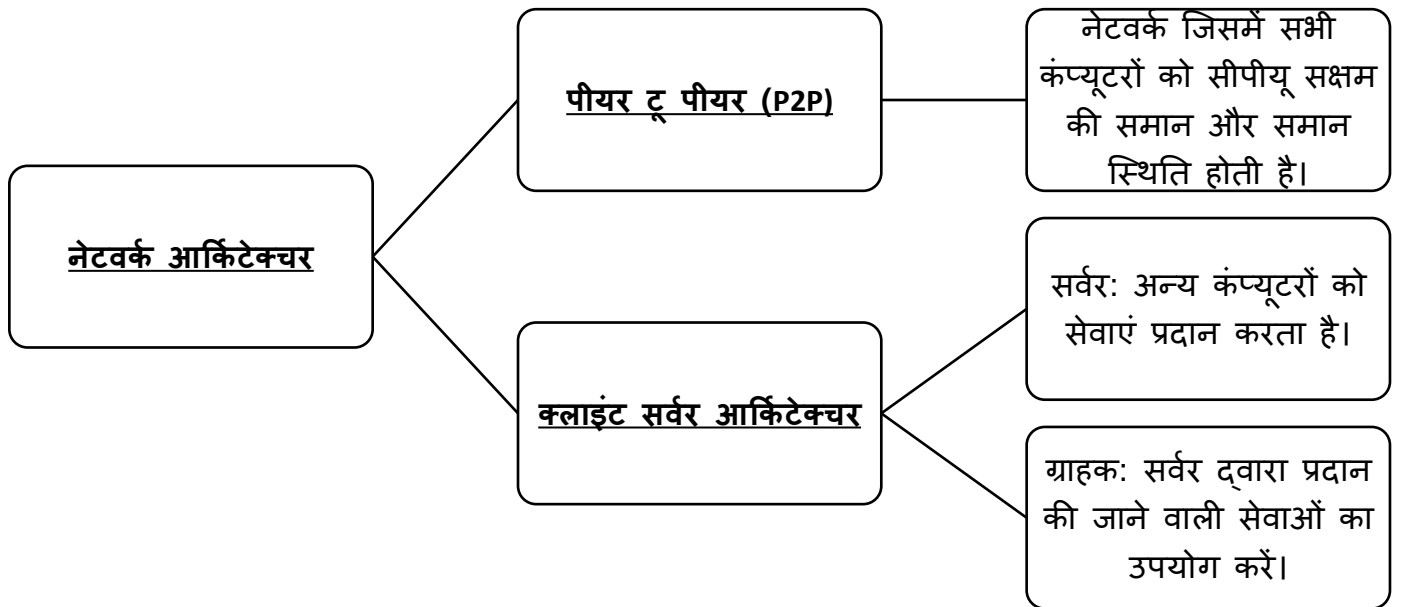 नेटवर्क आर्किटेक्चर
पीयर टू पीयर (P2P)
नेटवर्क जिसमें सभी
कंप्यूटरों को सीपीयू सक्षम
की समान और समान
स्थिति होती है।
क्लाइंट सर्वर आर्किटेक्चर
सर्वर: अन्य कंप्यूटरों को
सेवाएं प्रदान करता है।
ग्राहक: सर्वर द्वारा प्रदान
की जाने वाली सेवाओं का
उपयोग करें।